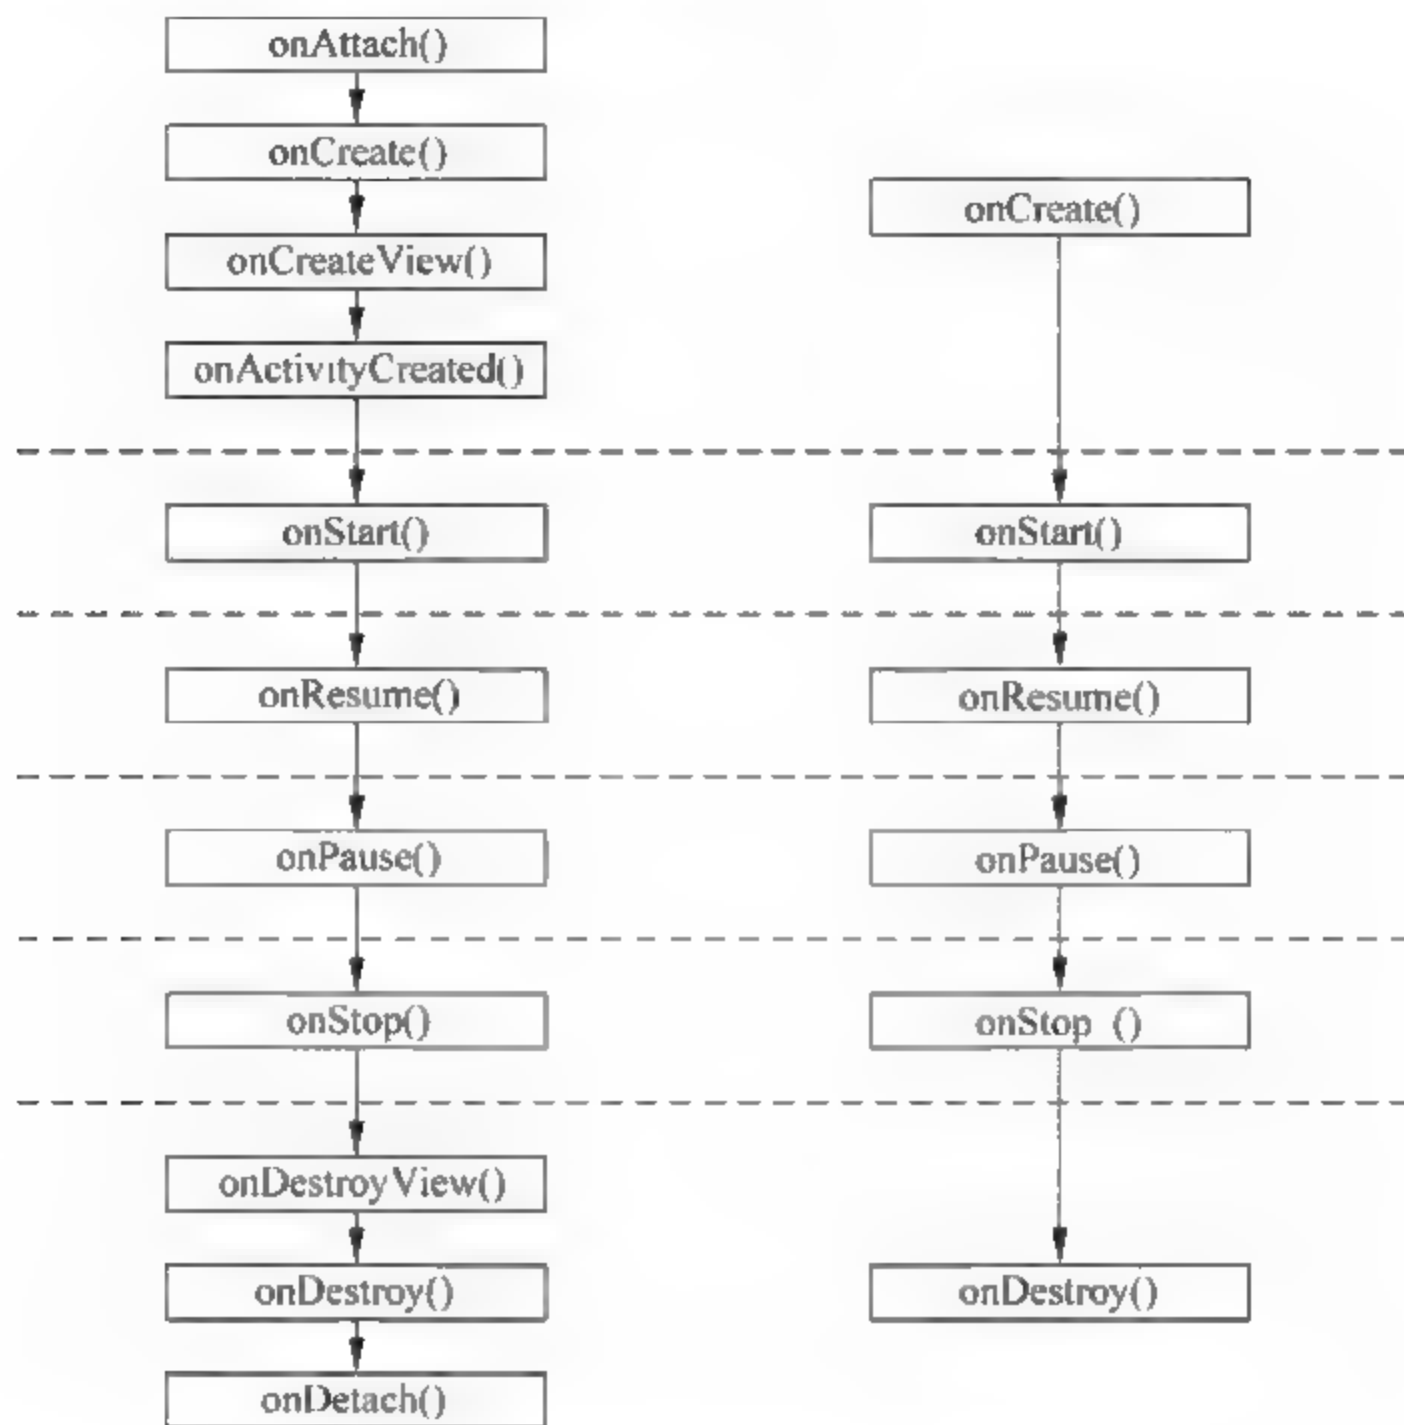 onAttach()
onCreate()
onCreateView()
onActivityCreated()
onStart()
onResume()
onPause()
onStop()
onDestroyView()
onDestroy()
onDetach()
onCreate()
onStart()
onResume()
onPause()
onStop ()
onDestroy()